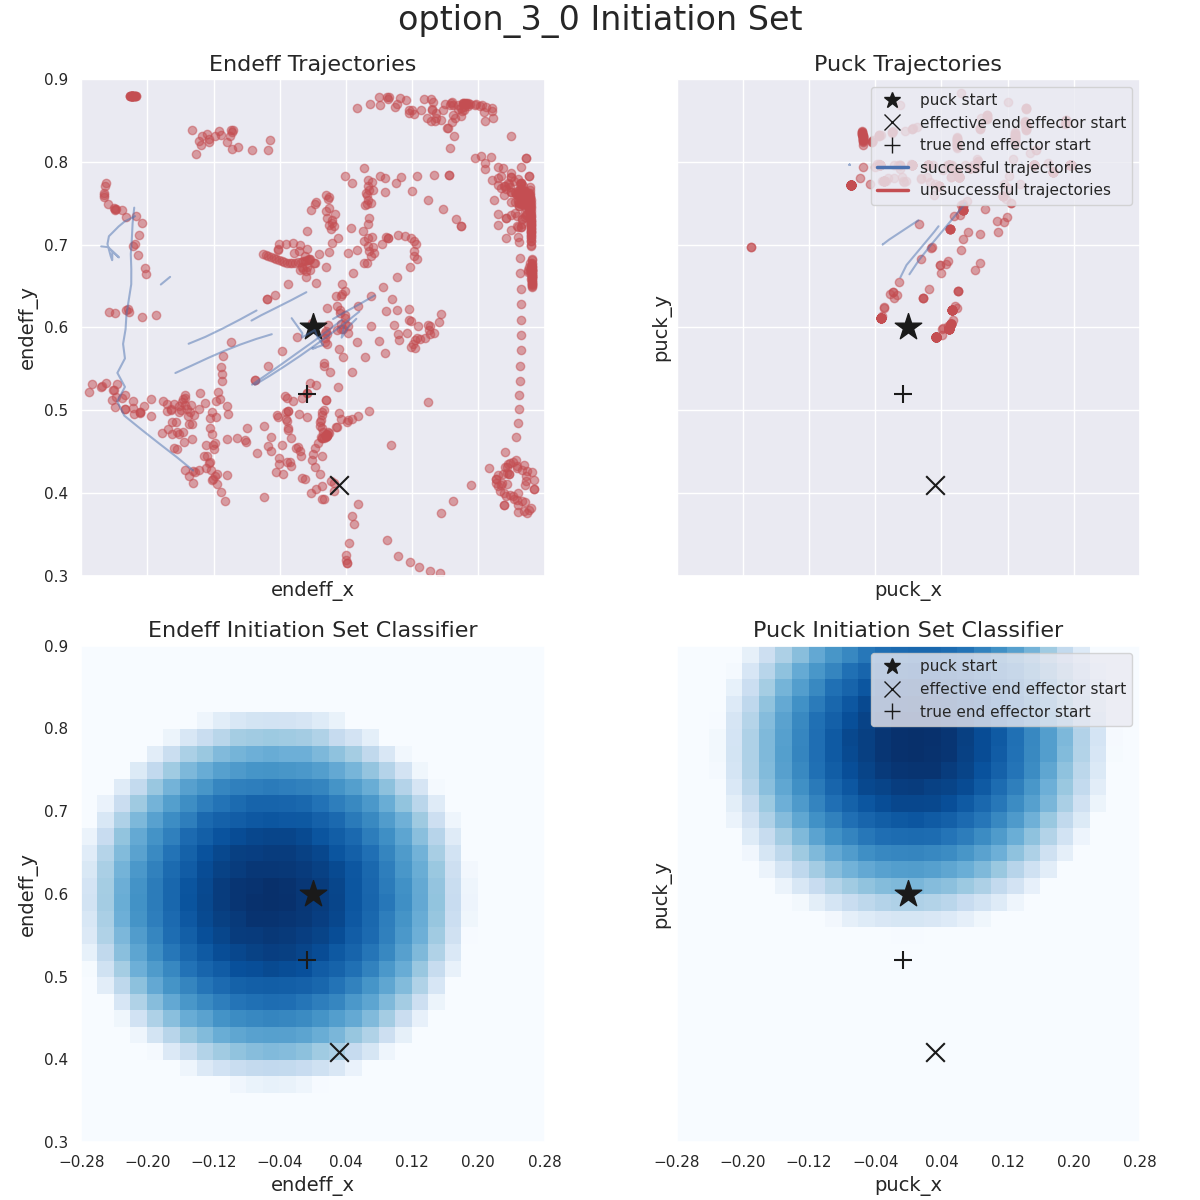 option_3_0 Initiation Set
Endeff Trajectories
0.9
0.8
0.7
0.6
0.5
0.4
0.3
endeff_y
endeff_x
Puck Trajectories
puck start
effective end effector start
true end effector start
successful trajectories
unsuccessful trajectories
puck_y
puck_x
Endeff Initiation Set Classifier
0.9
0.8
0.7
0.6
0.5
0.4
0.3
endeff_y
−0.28 −0.20 −0.12 −0.04 0.04 0.12 0.20 0.28
endeff_x
Puck Initiation Set Classifier
puck start
effective end effector start
true end effector start
puck_y
−0.28 −0.20 −0.12 −0.04 0.04 0.12 0.20 0.28
puck_x